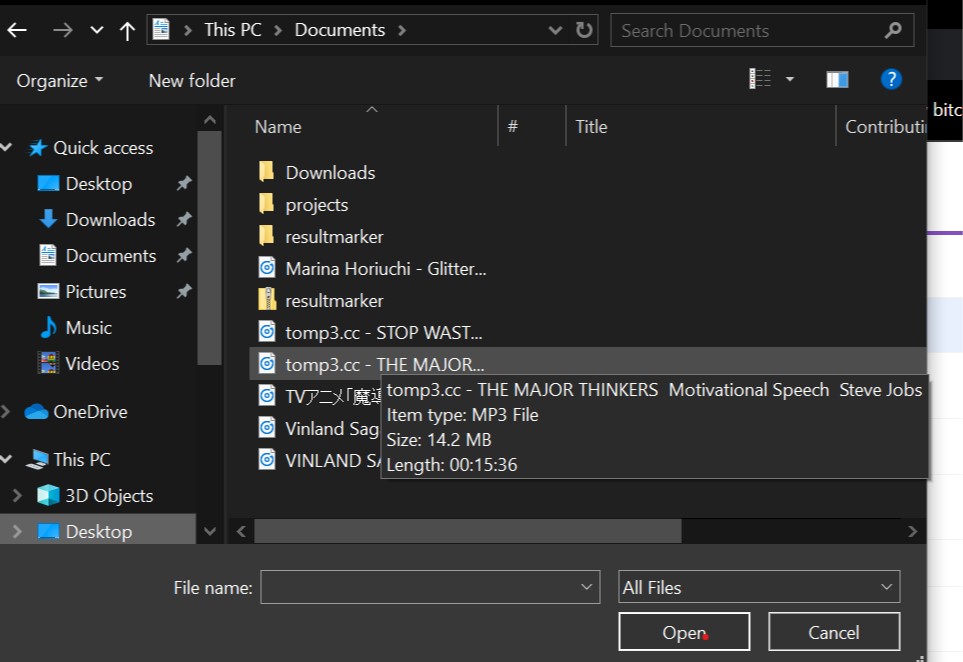 This PC Documents
Search Documents
Organize New folder
?
Name # Title Contributi
bitc
Quick access
Desktop
Downloads
Documents
Pictures
Music
Videos
OneDrive
This PC
3D Objects
Desktop
Downloads
projects
resultmarker
Marina Horiuchi - Glitter...
resultmarker
tomp3.cc - STOP WAST...
tomp3.cc - THE MAJOR...
TVアニメ「魔導
Vinland Sag
VINLAND SA
tomp3.cc - THE MAJOR THINKERS Motivational Speech Steve Jobs
Item type: MP3 File
Size: 14.2 MB
Length: 00:15:36
File name:
All Files
Open
Cancel